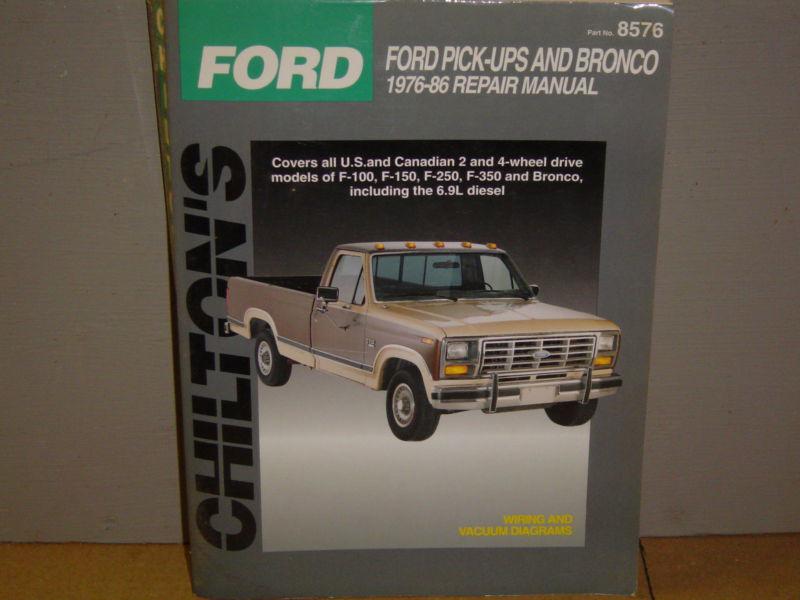 Part No. 8576
FORD
FORD PICK-UPS AND BRONCO
1976-86 REPAIR MANUAL
CHILTON'S
Covers all U.S.and Canadian 2 and 4-wheel drive
models of F-100, F-150, F-250, F-350 and Bronco,
including the 6.9L diesel
WIRING AND
VACUUM DIAGRAMS